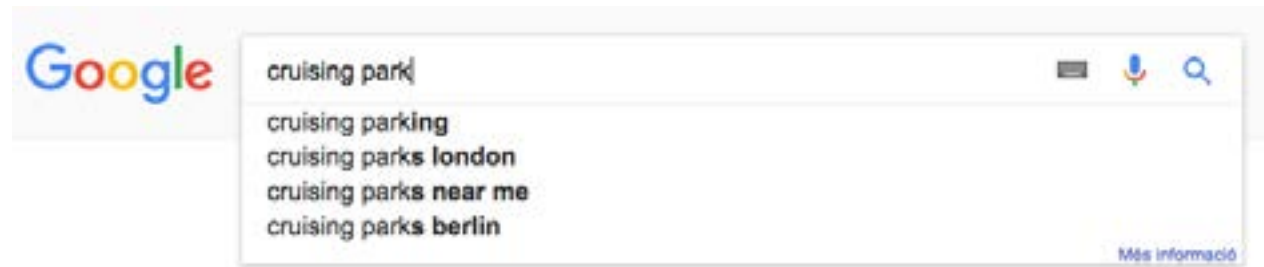 Google
cruising park
cruising parking
cruising parks london
cruising parks near me
cruising parks berlin
Més informació